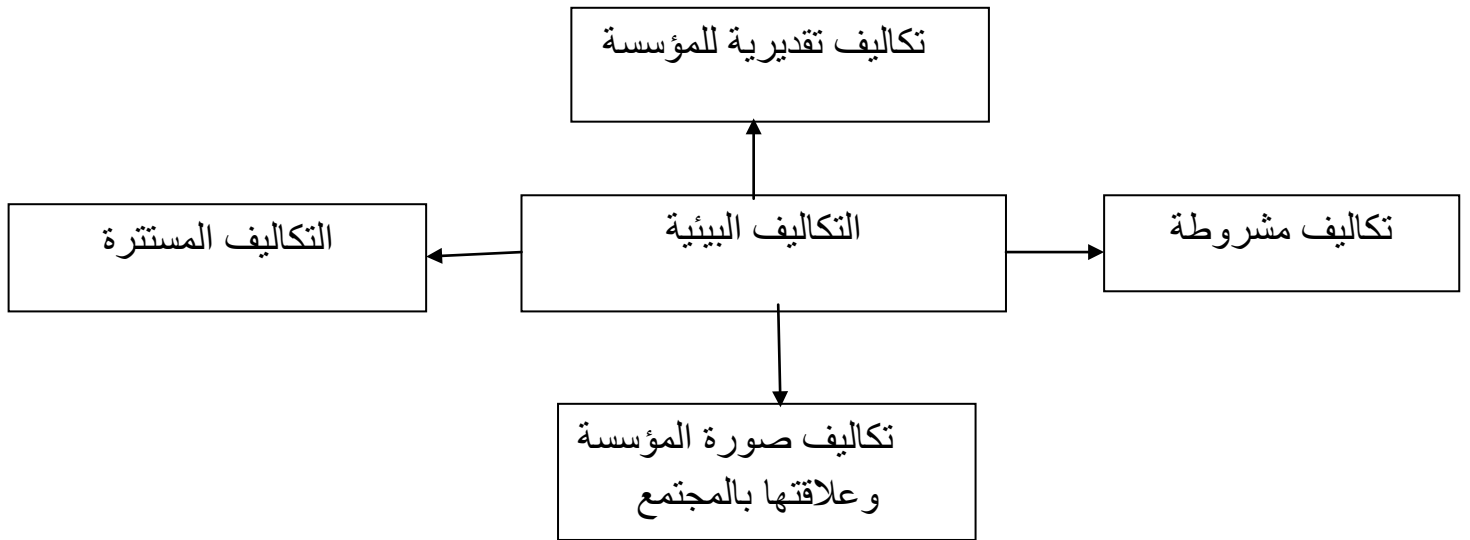 تكاليف تقديرية للمؤسسة
تكاليف مشروطة
التكاليف البيئية
التكاليف المستترة
تكاليف صورة المؤسسة
وعلاقتها بالمجتمع